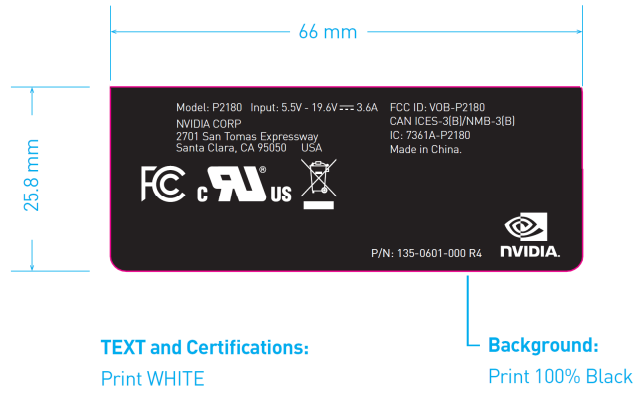 66 mm
25.8 mm
Model: P2180 Input: 5.5V - 19.6V⎓3.6A
NVIDIA CORP
2701 San Tomas Expressway
Santa Clara, CA 95050 USA
FCC ID: VOB-P2180
CAN ICES-3(B)/NMB-3(B)
IC: 7361A-P2180
Made in China.
FC c RU ® US
P/N: 135-0601-000 R4
NVIDIA.
TEXT and Certifications:
Print WHITE
Background:
Print 100% Black